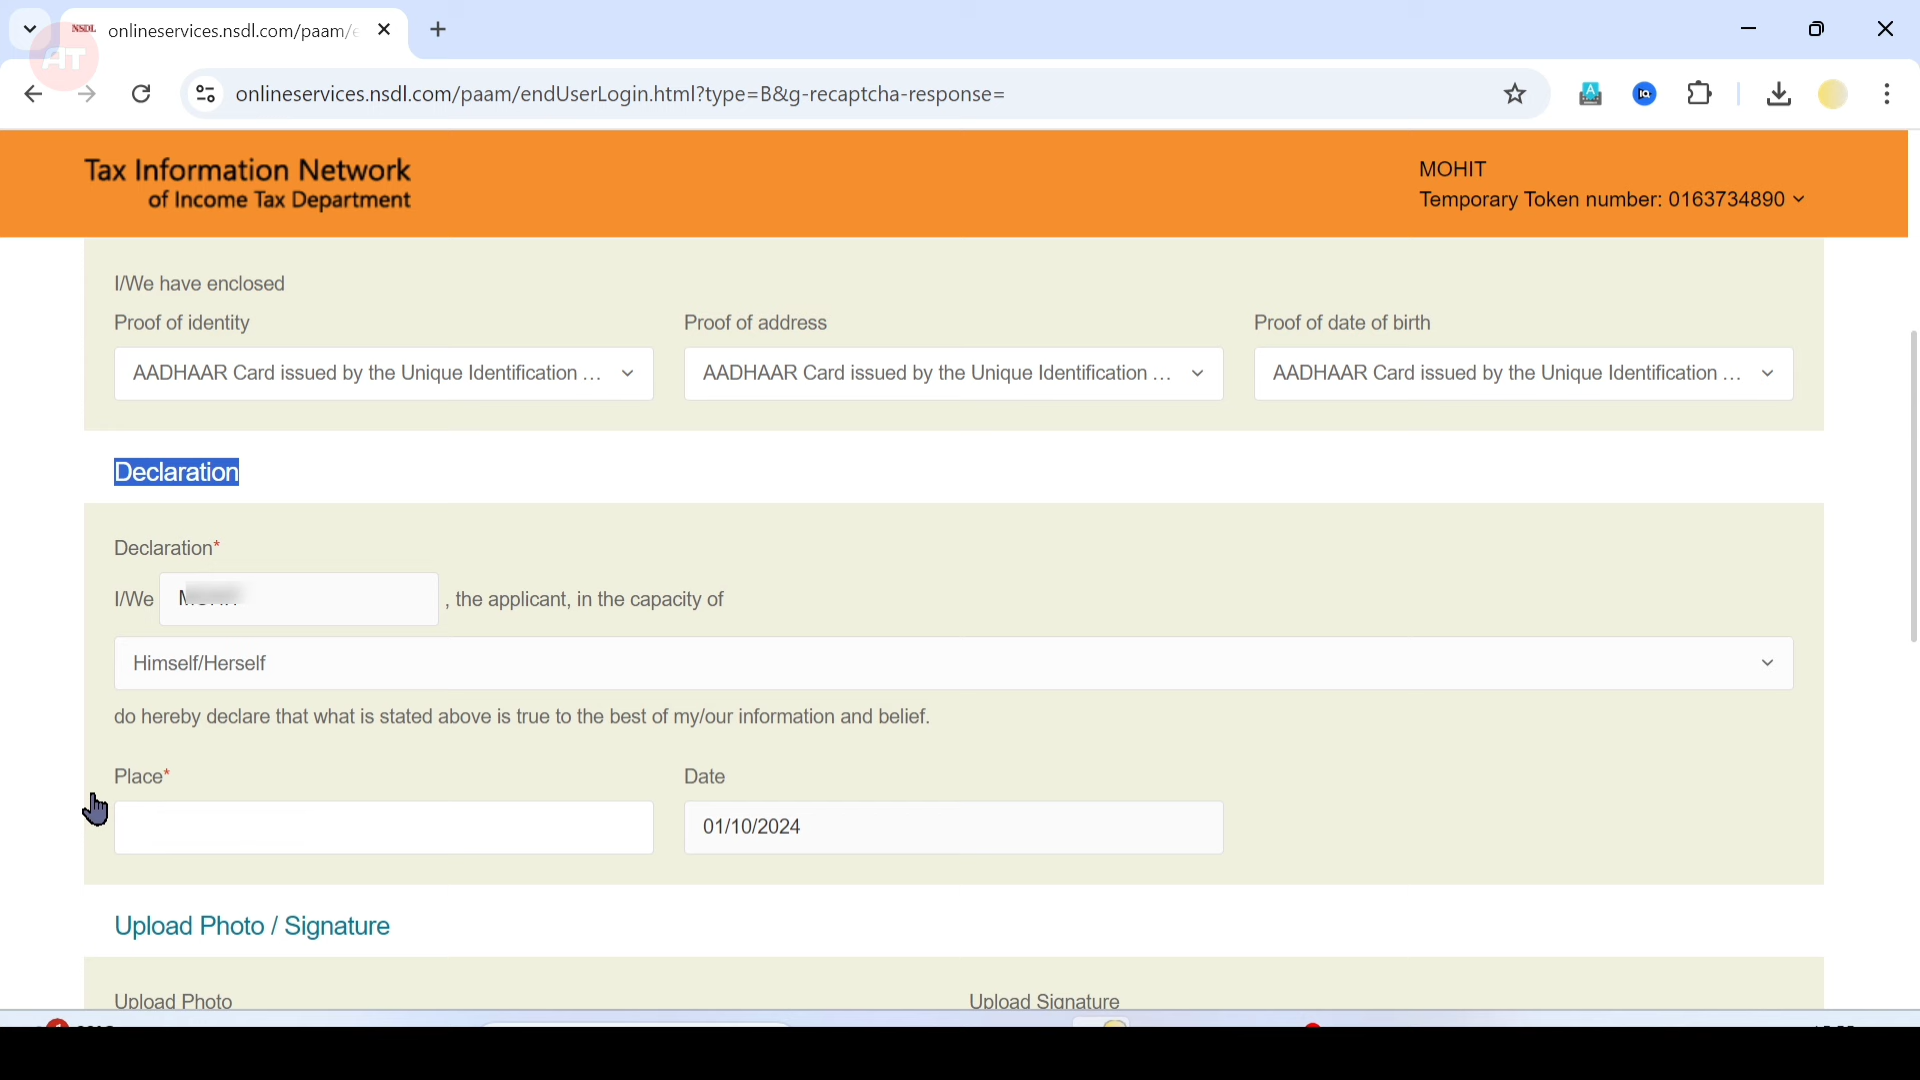 NSDL onlineservices.nsdl.com/paam/e
AT
onlineservices.nsdl.com/paam/endUserLogin.html?type=B&g-recaptcha-response=
Tax Information Network
of Income Tax Department
MOHIT
Temporary Token number: 0163734890
I/We have enclosed
Proof of identity Proof of address Proof of date of birth
AADHAAR Card issued by the Unique Identification ... AADHAAR Card issued by the Unique Identification ... AADHAAR Card issued by the Unique Identification ...
Declaration
Declaration*
I/We , the applicant, in the capacity of
Himself/Herself
do hereby declare that what is stated above is true to the best of my/our information and belief.
Place* Date
01/10/2024
Upload Photo / Signature
Upload Photo Upload Signature